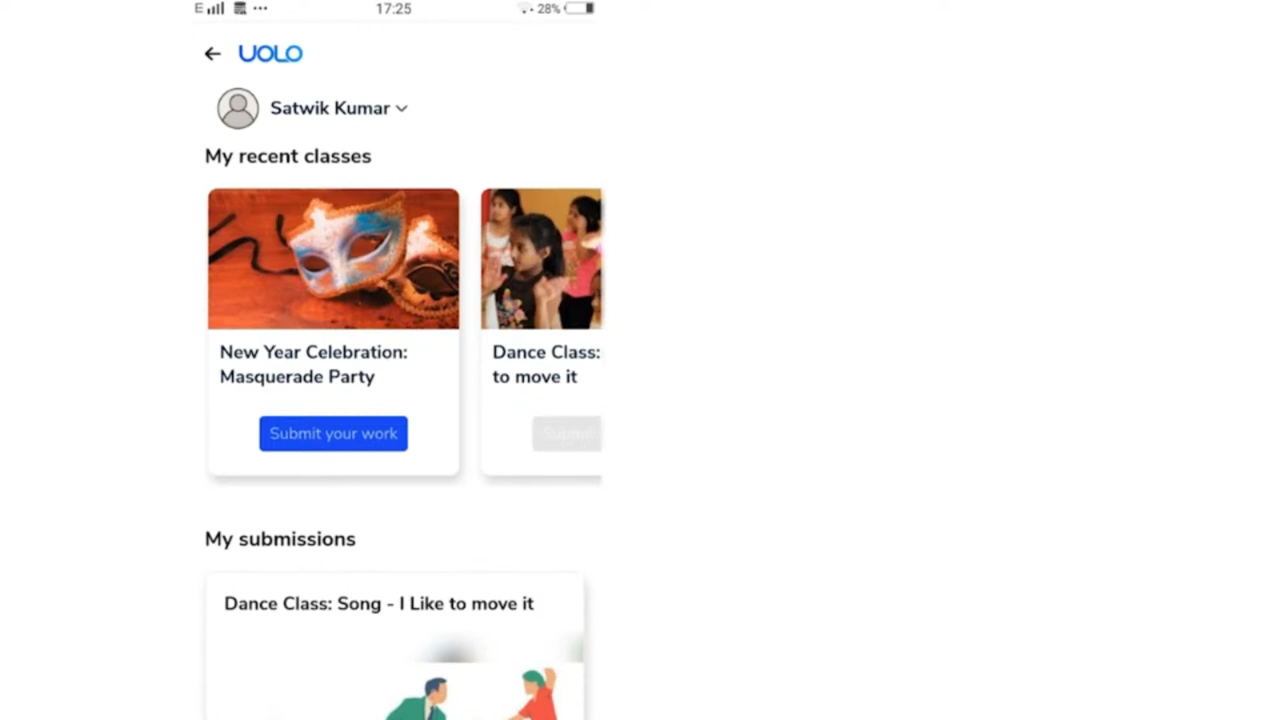 E 17:25 28%
UOLO
Satwik Kumar
My recent classes
New Year Celebration:
Masquerade Party
Submit your work
Dance Class:
to move it
Submit
My submissions
Dance Class: Song - I Like to move it